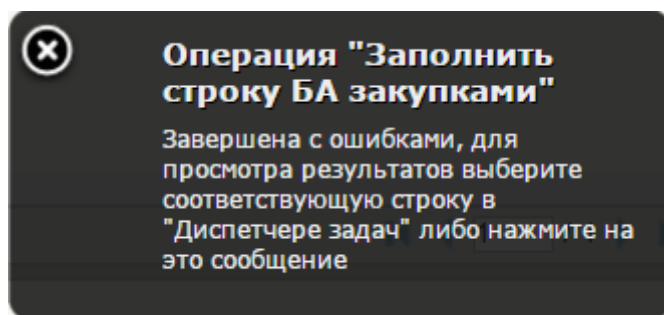 Операция "Заполнить
строку БА закупками"
Завершена с ошибками, для
просмотра результатов выберите
соответствующую строку в
"Диспетчере задач" либо нажмите на
это сообщение